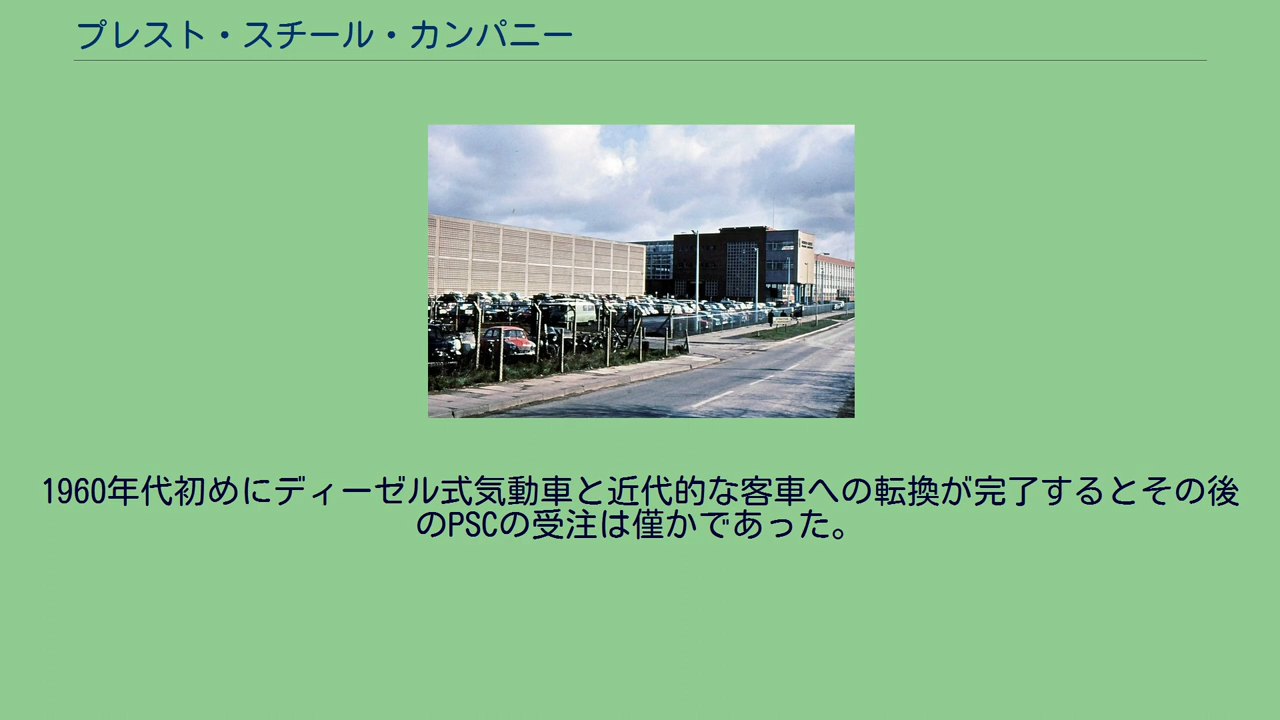 プレスト・スチール・カンパニー
1960年代初めにディーゼル式気動車と近代的な客車への転換が完了するとその後
のPSCの受注は僅かであった。